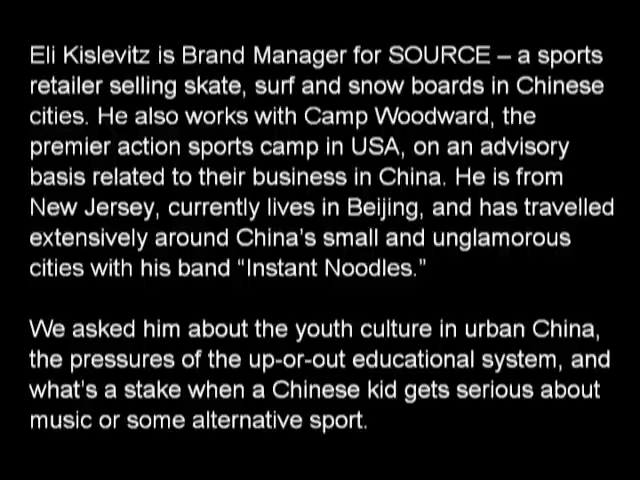 Eli Kislevitz is Brand Manager for SOURCE – a sports
retailer selling skate, surf and snow boards in Chinese
cities. He also works with Camp Woodward, the
premier action sports camp in USA, on an advisory
basis related to their business in China. He is from
New Jersey, currently lives in Beijing, and has travelled
extensively around China's small and unglamorous
cities with his band “Instant Noodles.”
We asked him about the youth culture in urban China,
the pressures of the up-or-out educational system, and
what's a stake when a Chinese kid gets serious about
music or some alternative sport.